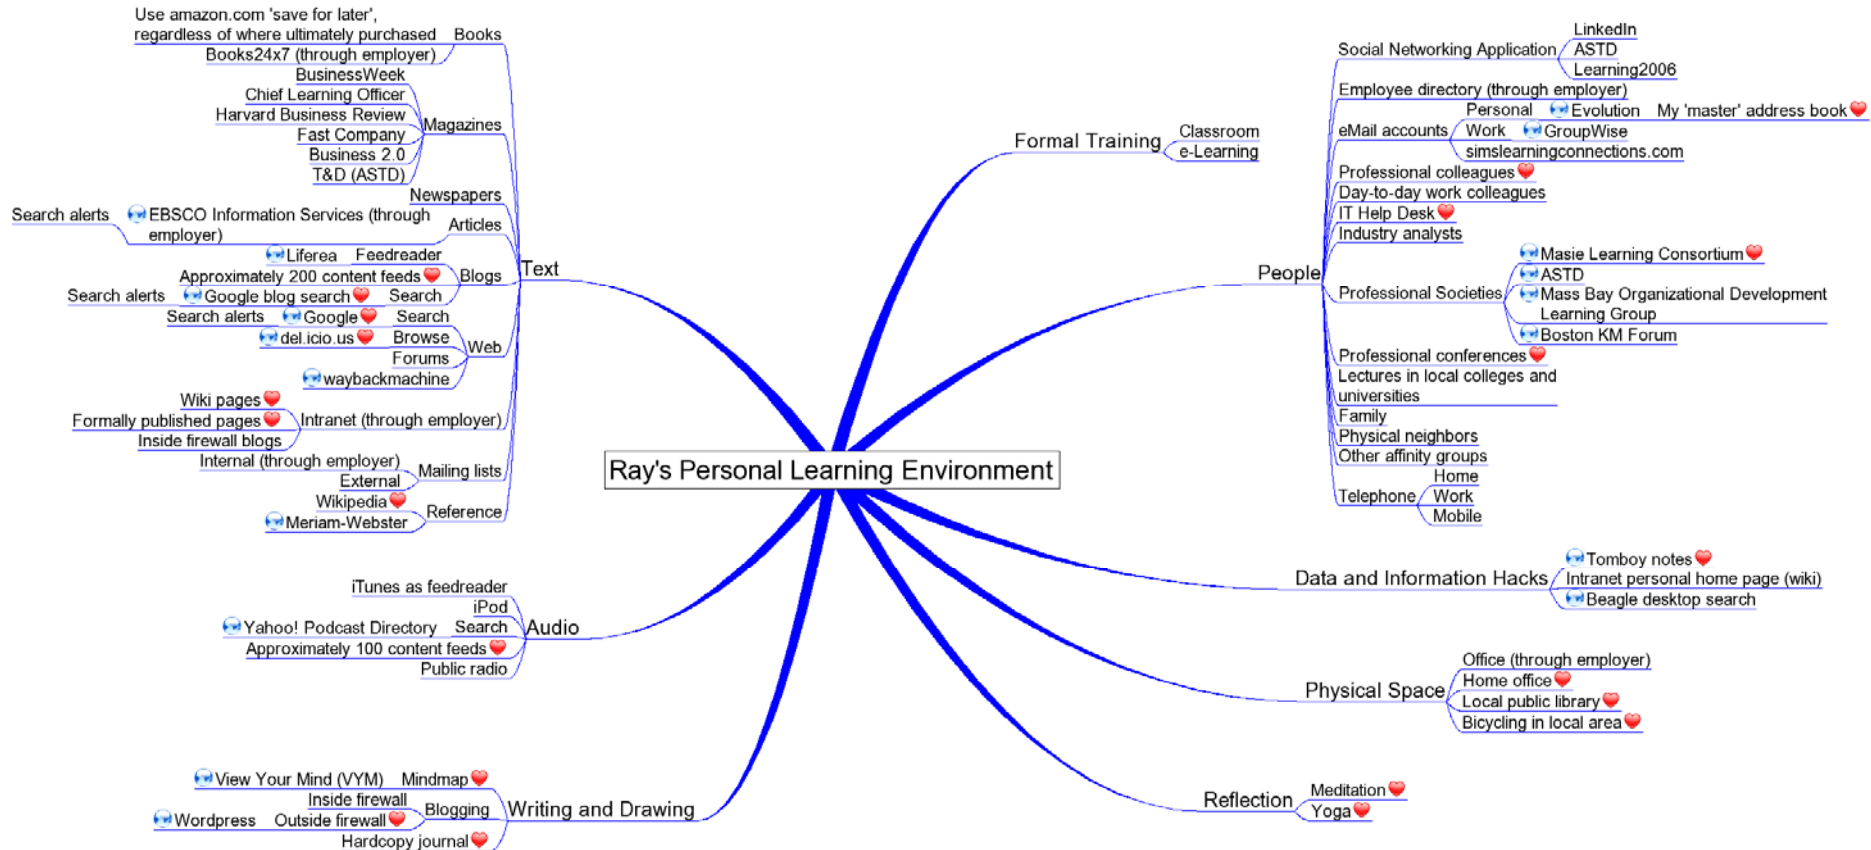 Ray's Personal Learning Environment
Text
Books
Use amazon.com 'save for later',
regardless of where ultimately purchased
Books24x7 (through employer)
Magazines
BusinessWeek
Chief Learning Officer
Harvard Business Review
Fast Company
Business 2.0
T&D (ASTD)
Newspapers
Articles
EBSCO Information Services (through
employer)
Search alerts
Blogs
Feedreader
Liferea
Approximately 200 content feeds
Search
Google blog search
Search alerts
Web
Search
Google
Search alerts
Browse
del.icio.us
Forums
waybackmachine
Intranet (through employer)
Wiki pages
Formally published pages
Inside firewall blogs
Mailing lists
Internal (through employer)
External
Reference
Wikipedia
Meriam-Webster
Audio
iTunes as feedreader
iPod
Search
Yahoo! Podcast Directory
Approximately 100 content feeds
Public radio
Writing and Drawing
Mindmap
View Your Mind (VYM)
Blogging
Inside firewall
Outside firewall
Wordpress
Hardcopy journal
Formal Training
Classroom
e-Learning
People
Social Networking Application
LinkedIn
ASTD
Learning2006
Employee directory (through employer)
eMail accounts
Personal
Evolution
My 'master' address book
Work
GroupWise
simslearningconnections.com
Professional colleagues
Day-to-day work colleagues
IT Help Desk
Industry analysts
Professional Societies
Masie Learning Consortium
ASTD
Mass Bay Organizational Development
Learning Group
Boston KM Forum
Professional conferences
Lectures in local colleges and
universities
Family
Physical neighbors
Other affinity groups
Telephone
Home
Work
Mobile
Data and Information Hacks
Tomboy notes
Intranet personal home page (wiki)
Beagle desktop search
Physical Space
Office (through employer)
Home office
Local public library
Bicycling in local area
Reflection
Meditation
Yoga